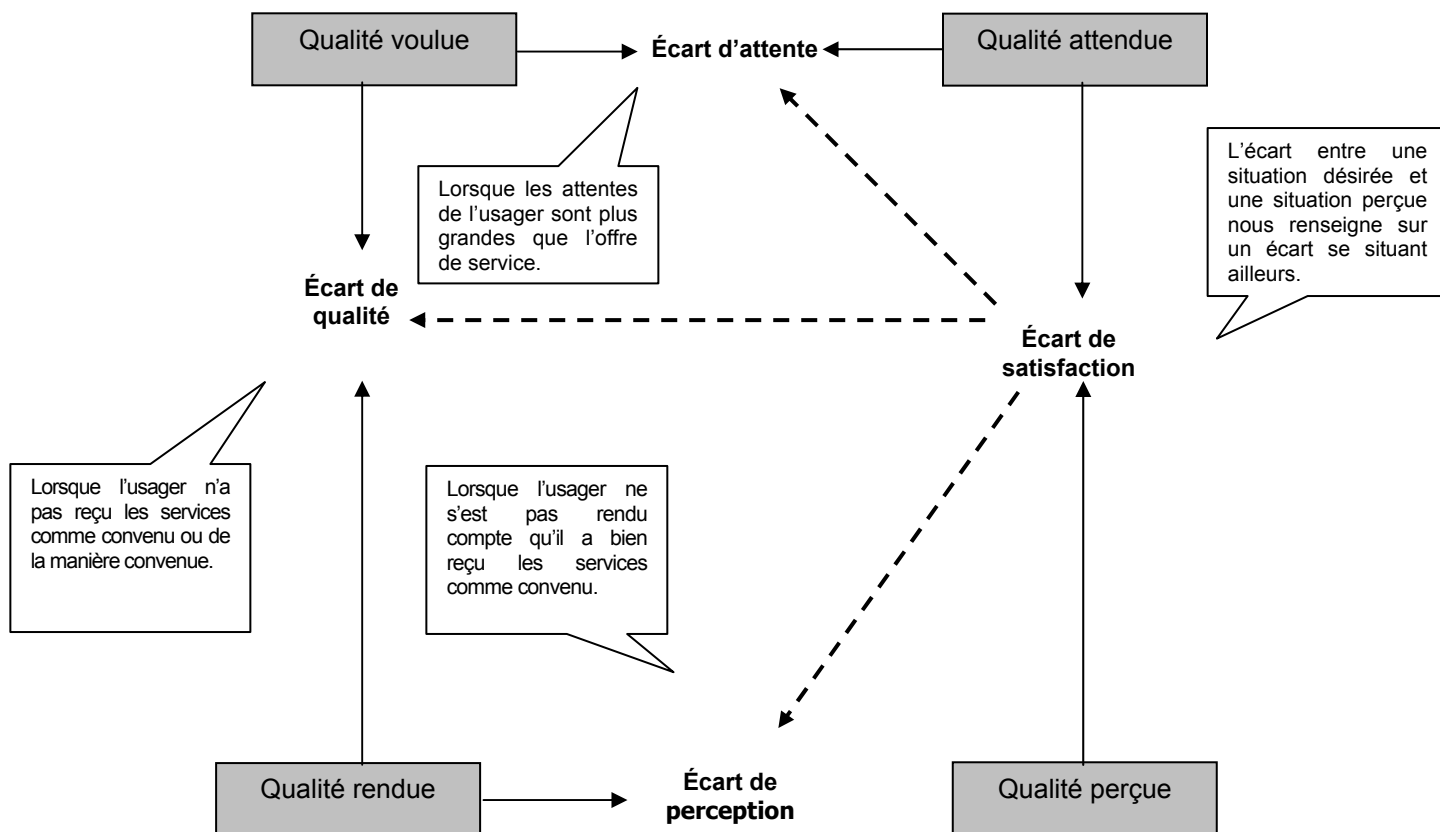 Qualité voulue
Écart d’attente
Qualité attendue
Lorsque les attentes
de l’usager sont plus
grandes que l’offre
de service.
L’écart entre une
situation désirée et
une situation perçue
nous renseigne sur
un écart se situant
ailleurs.
Écart de
qualité
Écart de
satisfaction
Lorsque l’usager n’a
pas reçu les services
comme convenu ou de
la manière convenue.
Lorsque l’usager ne
s’est pas rendu
compte qu’il a bien
reçu les services
comme convenu.
Qualité rendue
Écart de
perception
Qualité perçue